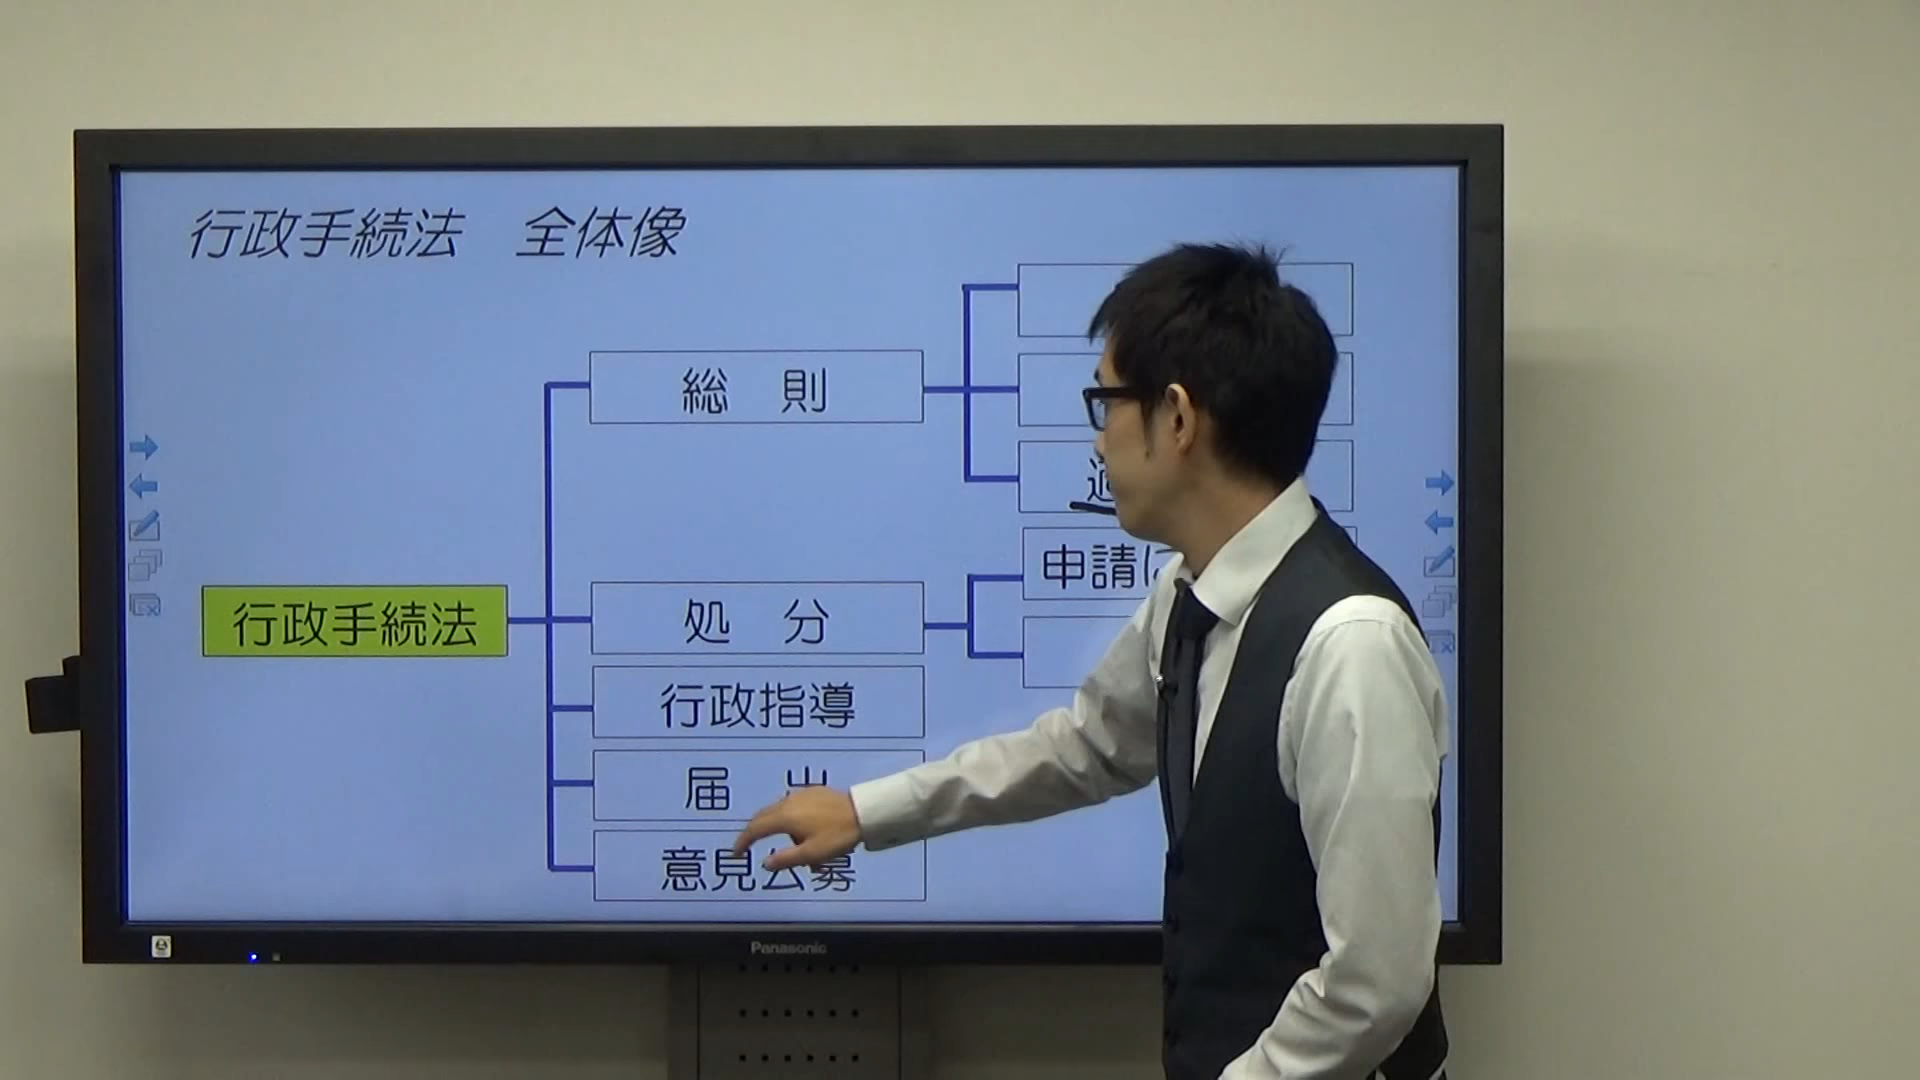 行政手続法　全体像
総　則
申請に
行政手続法
処　分
行政指導
届　出
意見公募
Panasonic